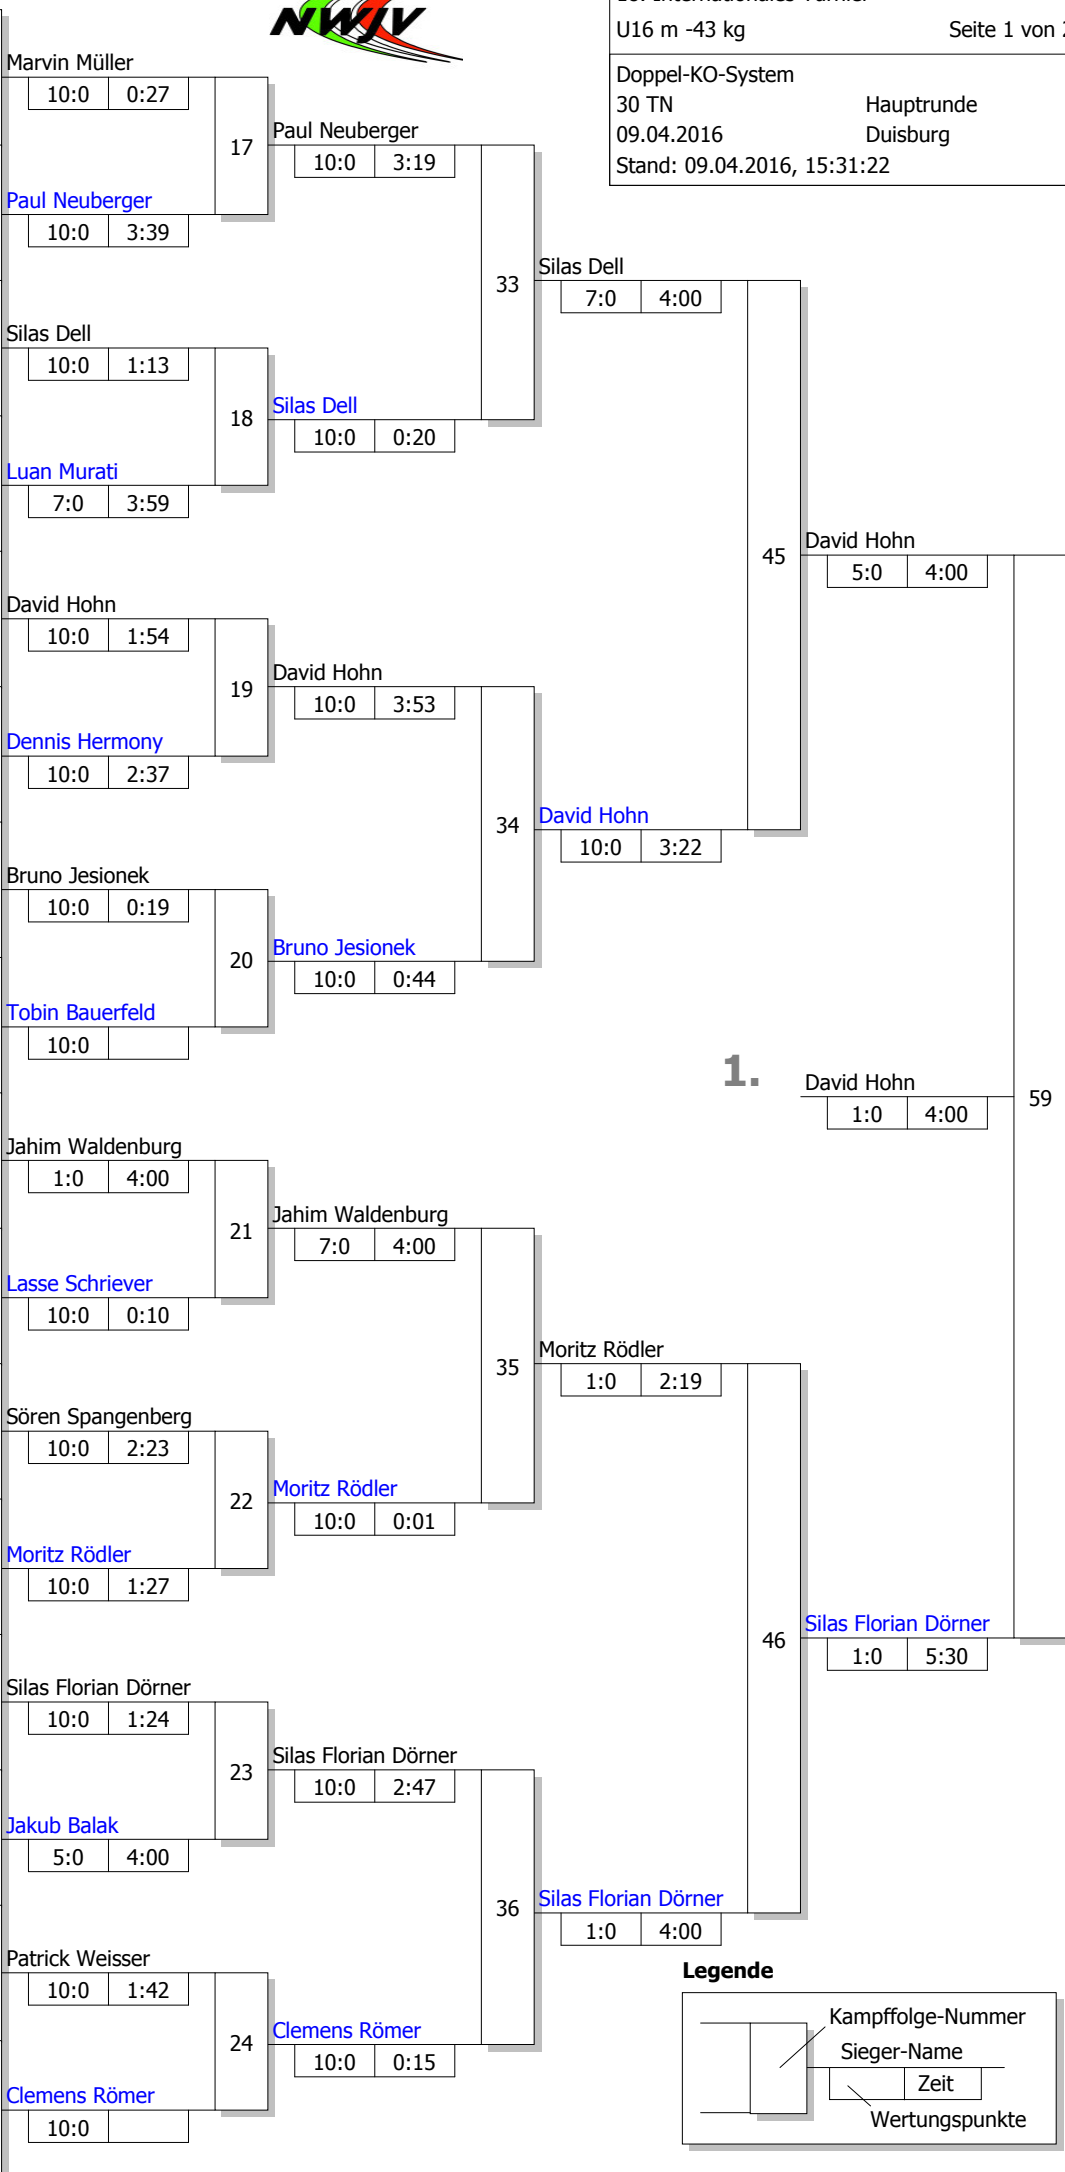 NWJV
U16 m -43 kg Seite 1 von
Doppel-KO-System
30 TN Hauptrunde
09.04.2016 Duisburg
Stand: 09.04.2016, 15:31:22
Marvin Müller
10:0 0:27
17
Paul Neuberger
10:0 3:19
Paul Neuberger
10:0 3:39
33
Silas Dell
7:0 4:00
Silas Dell
10:0 1:13
18
Silas Dell
10:0 0:20
Luan Murati
7:0 3:59
45
David Hohn
5:0 4:00
David Hohn
10:0 1:54
19
David Hohn
10:0 3:53
Dennis Hermony
10:0 2:37
34
David Hohn
10:0 3:22
Bruno Jesionek
10:0 0:19
20
Bruno Jesionek
10:0 0:44
Tobin Bauerfeld
10:0
1.
David Hohn
1:0 4:00
59
Jahim Waldenburg
1:0 4:00
21
Jahim Waldenburg
7:0 4:00
Lasse Schriever
10:0 0:10
35
Moritz Rödler
1:0 2:19
Sören Spangenberg
10:0 2:23
22
Moritz Rödler
10:0 0:01
Moritz Rödler
10:0 1:27
46
Silas Florian Dörner
1:0 5:30
Silas Florian Dörner
10:0 1:24
23
Silas Florian Dörner
10:0 2:47
Jakub Balak
5:0 4:00
36
Silas Florian Dörner
1:0 4:00
Patrick Weisser
10:0 1:42
24
Clemens Römer
10:0 0:15
Clemens Römer
10:0
Legende
Kampffolge-Nummer
Sieger-Name
Zeit
Wertungspunkte